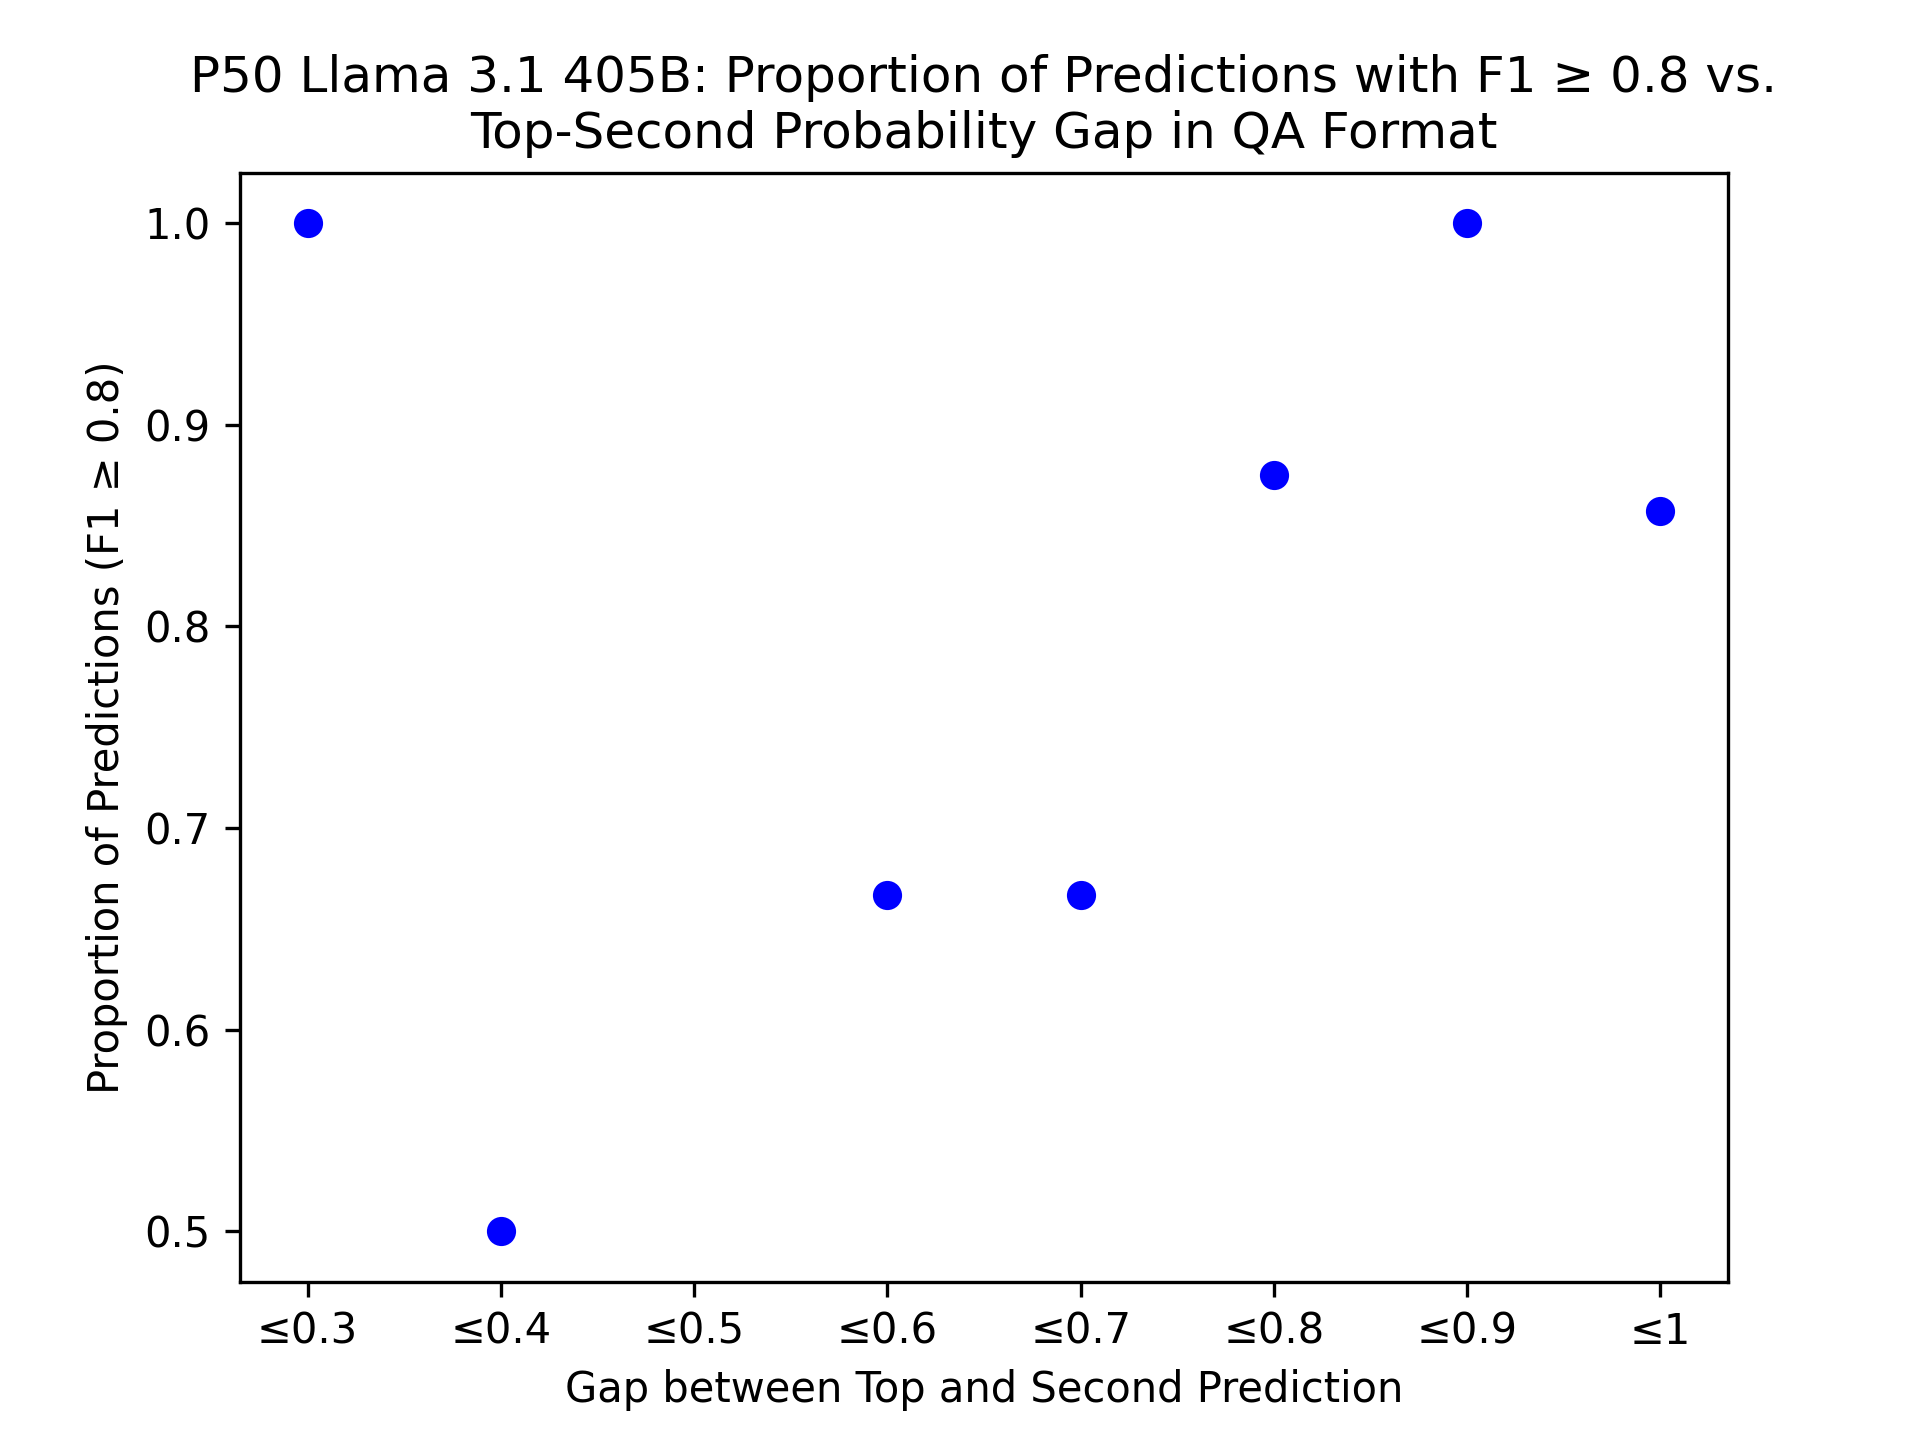 P50 Llama 3.1 405B: Proportion of Predictions with F1 ≥ 0.8 vs.
Top-Second Probability Gap in QA Format
Proportion of Predictions (F1 ≥ 0.8)
1.0
0.9
0.8
0.7
0.6
0.5
≤0.3 ≤0.4 ≤0.5 ≤0.6 ≤0.7 ≤0.8 ≤0.9 ≤1
Gap between Top and Second Prediction